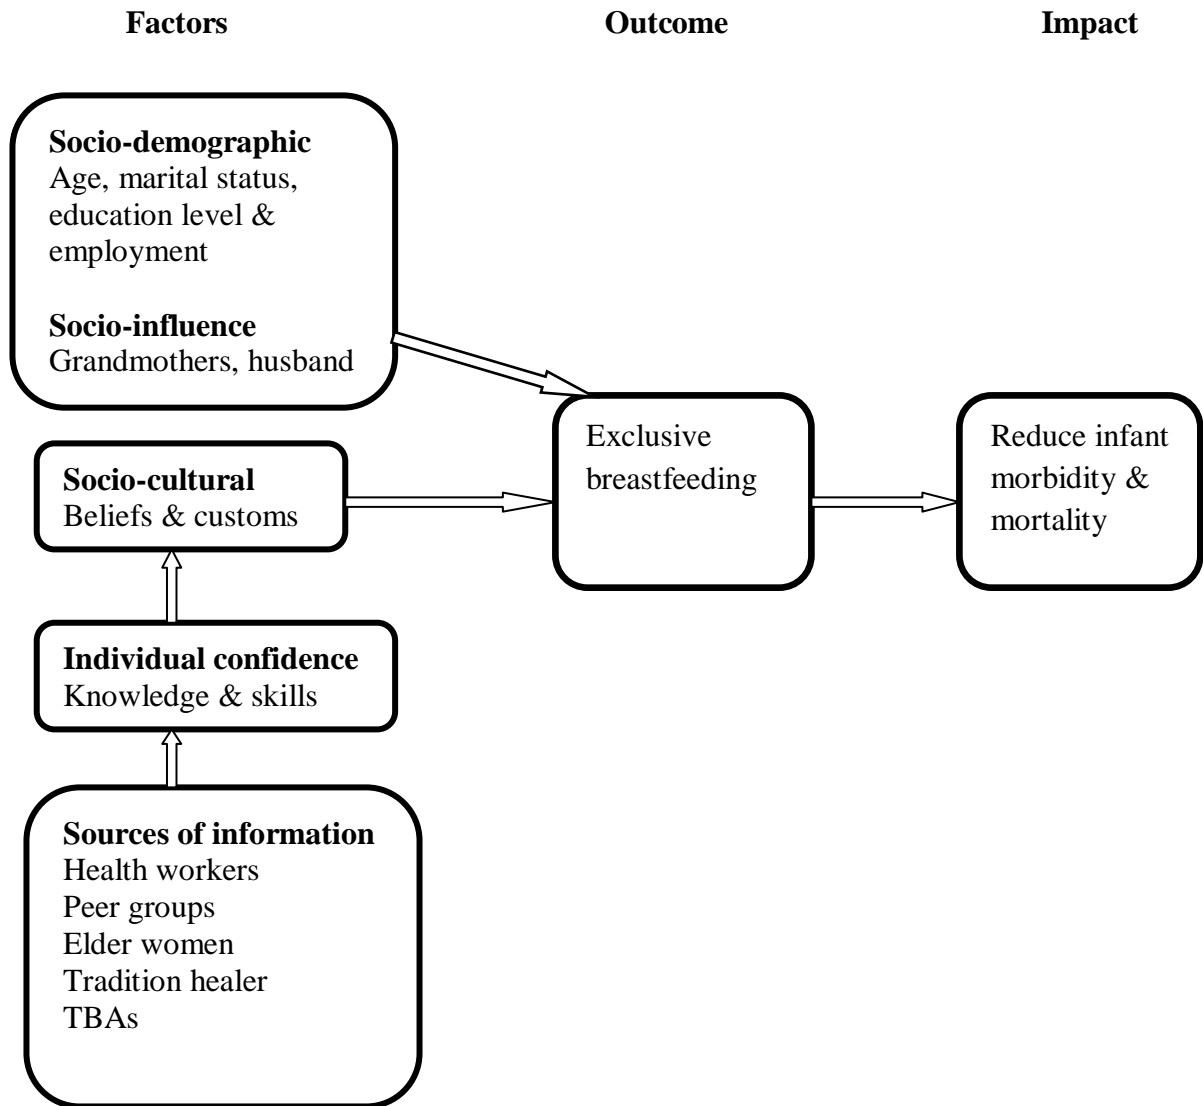 Factors
Outcome
Impact
Socio-demographic
Age, marital status,
education level &
employment
Socio-influence
Grandmothers, husband
Socio-cultural
Beliefs & customs
Individual confidence
Knowledge & skills
Sources of information
Health workers
Peer groups
Elder women
Tradition healer
TBAs
Exclusive
breastfeeding
Reduce infant
morbidity &
mortality